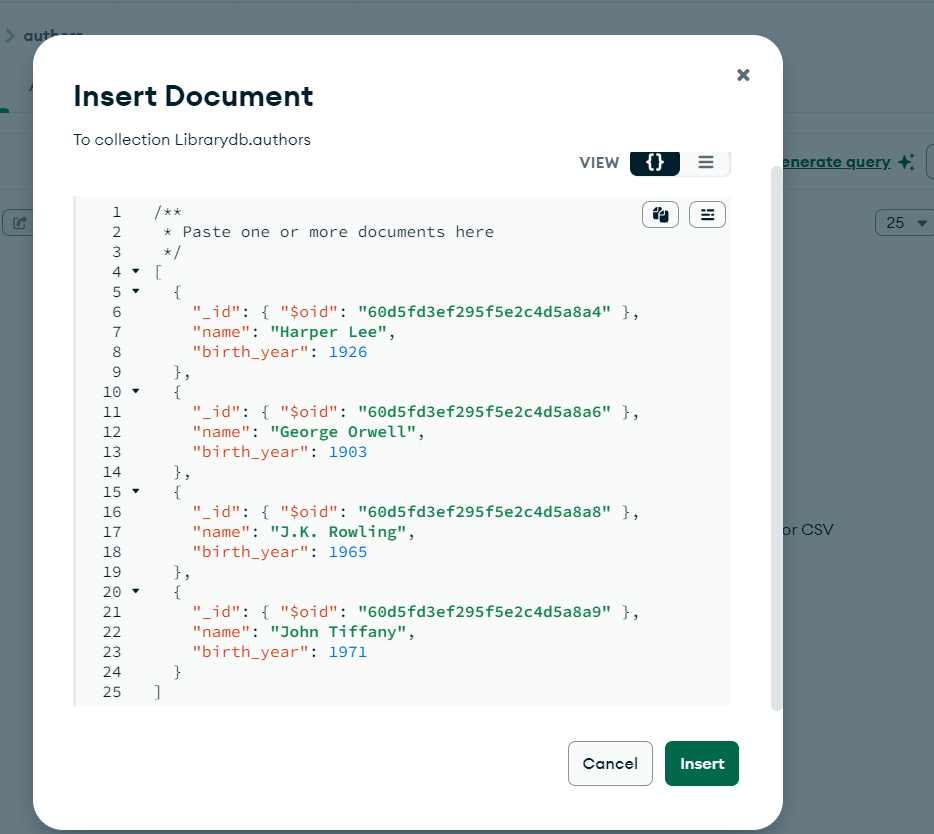 authors
Insert Document
To collection Librarydb.authors
VIEW {}
enerate query
25
1 /**
2  * Paste one or more documents here
3  */
4 [
5   {
6     "_id": { "$oid": "60d5fd3ef295f5e2c4d5a8a4" },
7     "name": "Harper Lee",
8     "birth_year": 1926
9   },
10   {
11     "_id": { "$oid": "60d5fd3ef295f5e2c4d5a8a6" },
12     "name": "George Orwell",
13     "birth_year": 1903
14   },
15   {
16     "_id": { "$oid": "60d5fd3ef295f5e2c4d5a8a8" },
17     "name": "J.K. Rowling",
18     "birth_year": 1965
19   },
20   {
21     "_id": { "$oid": "60d5fd3ef295f5e2c4d5a8a9" },
22     "name": "John Tiffany",
23     "birth_year": 1971
24   }
25 ]
or CSV
Cancel
Insert